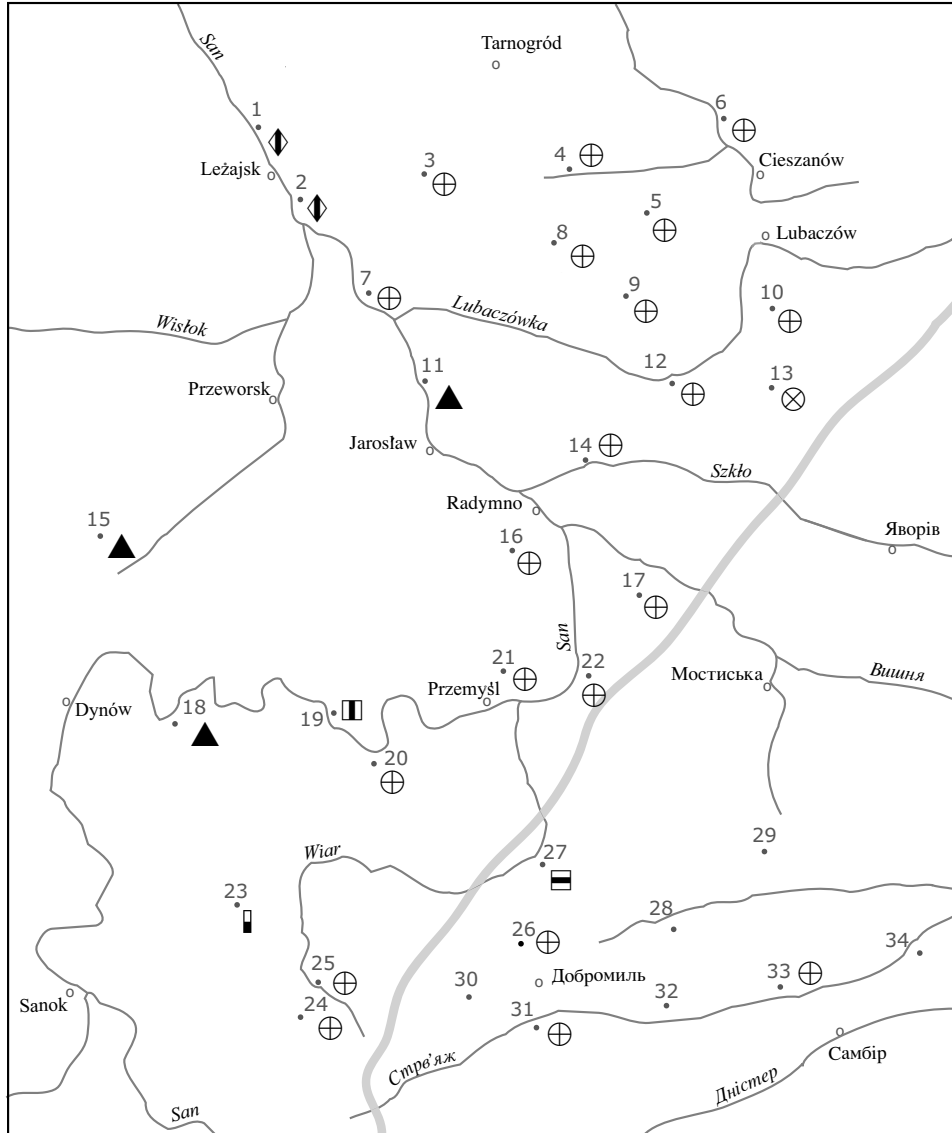 San
Tarnogród
1
6
3
4
Leżajsk
Cieszanów
2
5
8
Lubaczów
7
9
10
Wisłok
Lubaczówka
11
12
13
Przeworsk
Jarosław
14
Szkło
Radymno
15
16
Яворів
17
San
21
22
Мостиська
Вишня
Dynów
18
19
Przemyśl
20
Wiar
27
29
23
28
26
34
25
30
Добромиль
33
Sanok
24
31
32
Самбір
Стрв’яж
Дністер
San